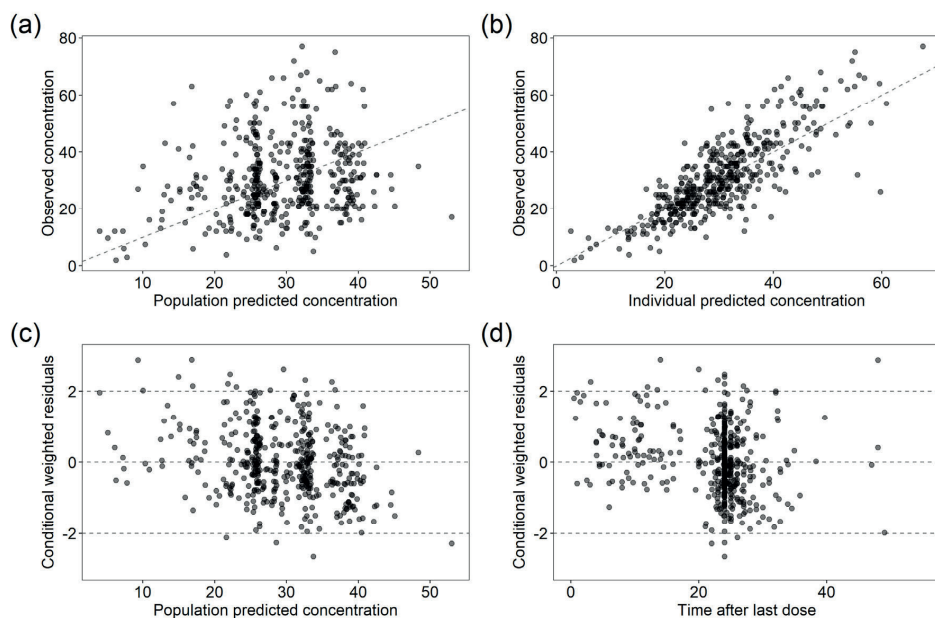 (a)
80
60
40
20
0
Observed concentration
10 20 30 40 50
Population predicted concentration
(b)
80
60
40
20
0
Observed concentration
0 20 40 60
Individual predicted concentration
(c)
2
0
-2
Conditional weighted residuals
10 20 30 40 50
Population predicted concentration
(d)
2
0
-2
Conditional weighted residuals
0 20 40
Time after last dose